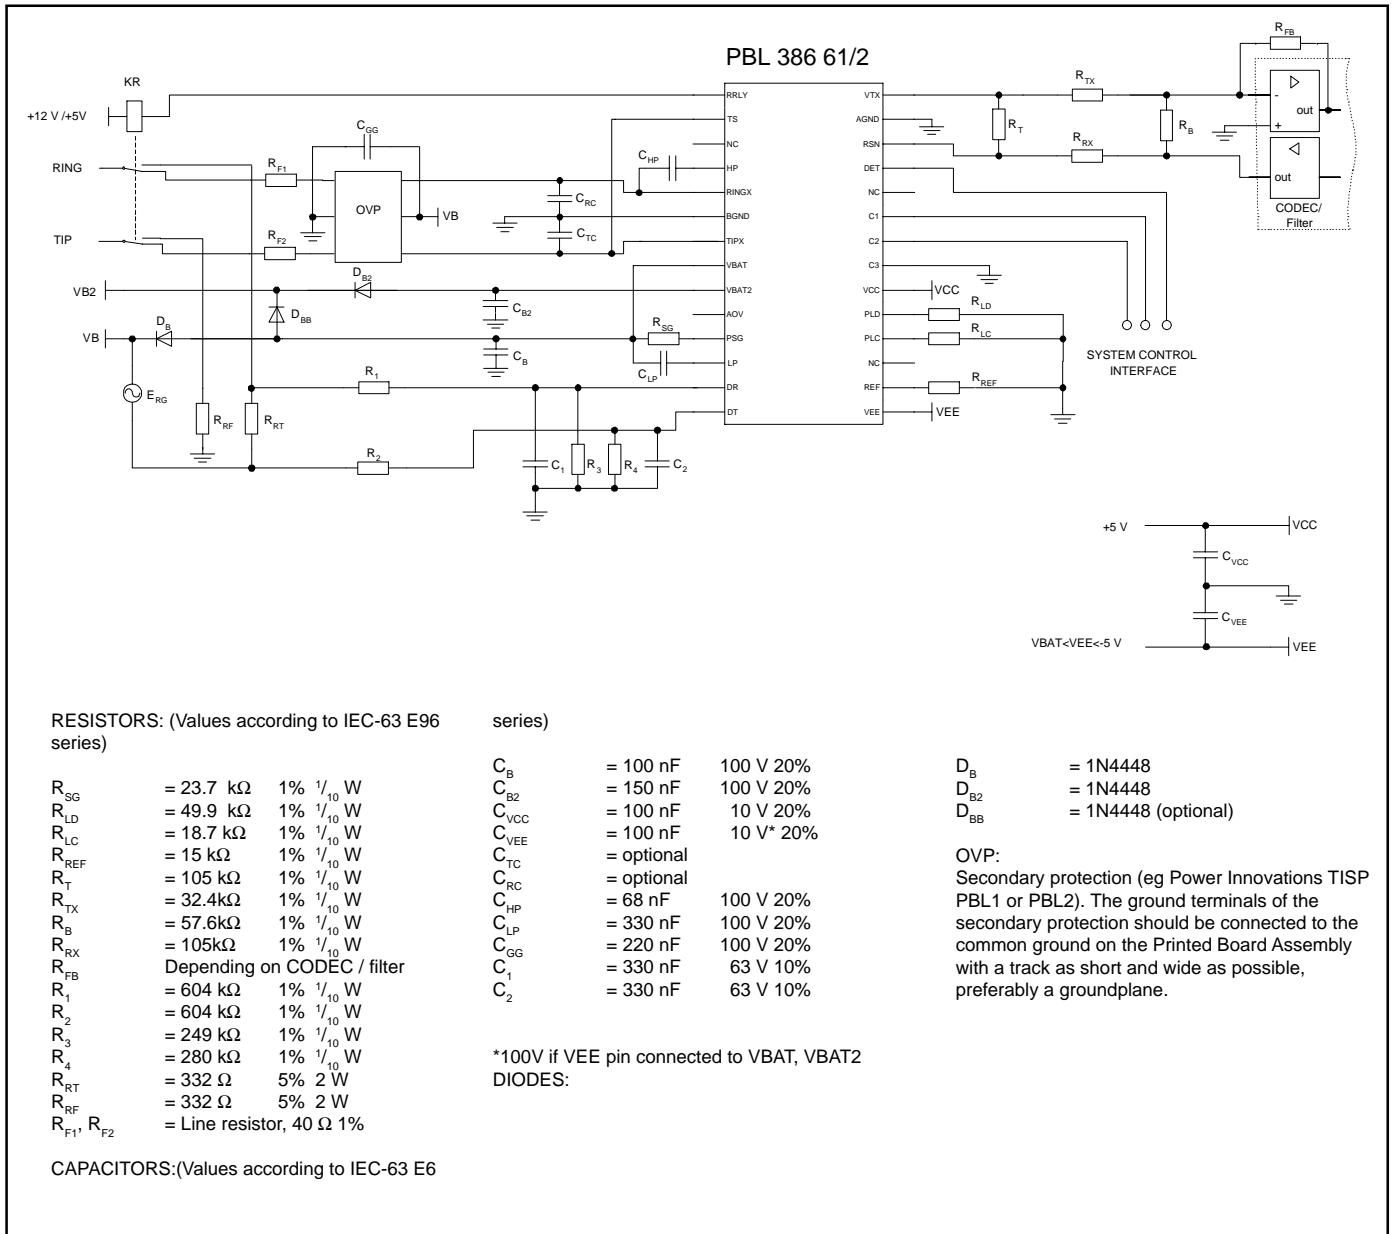 PBL 386 61/2
KR
+12 V /+5V
RING
TIP
VB2
VB
C_GG
R_F1
OVP
VB
R_F2
C_HP
C_RC
C_TC
D_B2
D_BB
D_B
C_B2
C_B
R_SG
C_LP
E_RG
R_RF
R_RT
R_1
R_2
C_1
R_3
R_4
C_2
RRLY
TS
NC
HP
RINGX
BGND
TIPX
VBAT
VBAT2
AOV
PSG
LP
DR
DT
VTX
AGND
RSN
DET
NC
C1
C2
C3
VCC
PLD
PLC
NC
REF
VEE
R_TX
R_T
R_RX
R_B
R_FB
-
+
out
out
CODEC/
Filter
VCC
R_LD
R_LC
R_REF
VEE
SYSTEM CONTROL
INTERFACE
+5 V
VCC
C_VCC
C_VEE
VBAT<VEE<-5 V
VEE
RESISTORS: (Values according to IEC-63 E96
series)
R_SG = 23.7 kΩ 1% 1/10 W
R_LD = 49.9 kΩ 1% 1/10 W
R_LC = 18.7 kΩ 1% 1/10 W
R_REF = 15 kΩ 1% 1/10 W
R_T = 105 kΩ 1% 1/10 W
R_TX = 32.4kΩ 1% 1/10 W
R_B = 57.6kΩ 1% 1/10 W
R_RX = 105kΩ 1% 1/10 W
R_FB Depending on CODEC / filter
R_1 = 604 kΩ 1% 1/10 W
R_2 = 604 kΩ 1% 1/10 W
R_3 = 249 kΩ 1% 1/10 W
R_4 = 280 kΩ 1% 1/10 W
R_RT = 332 Ω 5% 2 W
R_RF = 332 Ω 5% 2 W
R_F1, R_F2 = Line resistor, 40 Ω 1%
CAPACITORS:(Values according to IEC-63 E6
series)
C_B = 100 nF 100 V 20%
C_B2 = 150 nF 100 V 20%
C_VCC = 100 nF 10 V 20%
C_VEE = 100 nF 10 V* 20%
C_TC = optional
C_RC = optional
C_HP = 68 nF 100 V 20%
C_LP = 330 nF 100 V 20%
C_GG = 220 nF 100 V 20%
C_1 = 330 nF 63 V 10%
C_2 = 330 nF 63 V 10%
*100V if VEE pin connected to VBAT, VBAT2
DIODES:
D_B = 1N4448
D_B2 = 1N4448
D_BB = 1N4448 (optional)
OVP:
Secondary protection (eg Power Innovations TISP
PBL1 or PBL2). The ground terminals of the
secondary protection should be connected to the
common ground on the Printed Board Assembly
with a track as short and wide as possible,
preferably a groundplane.